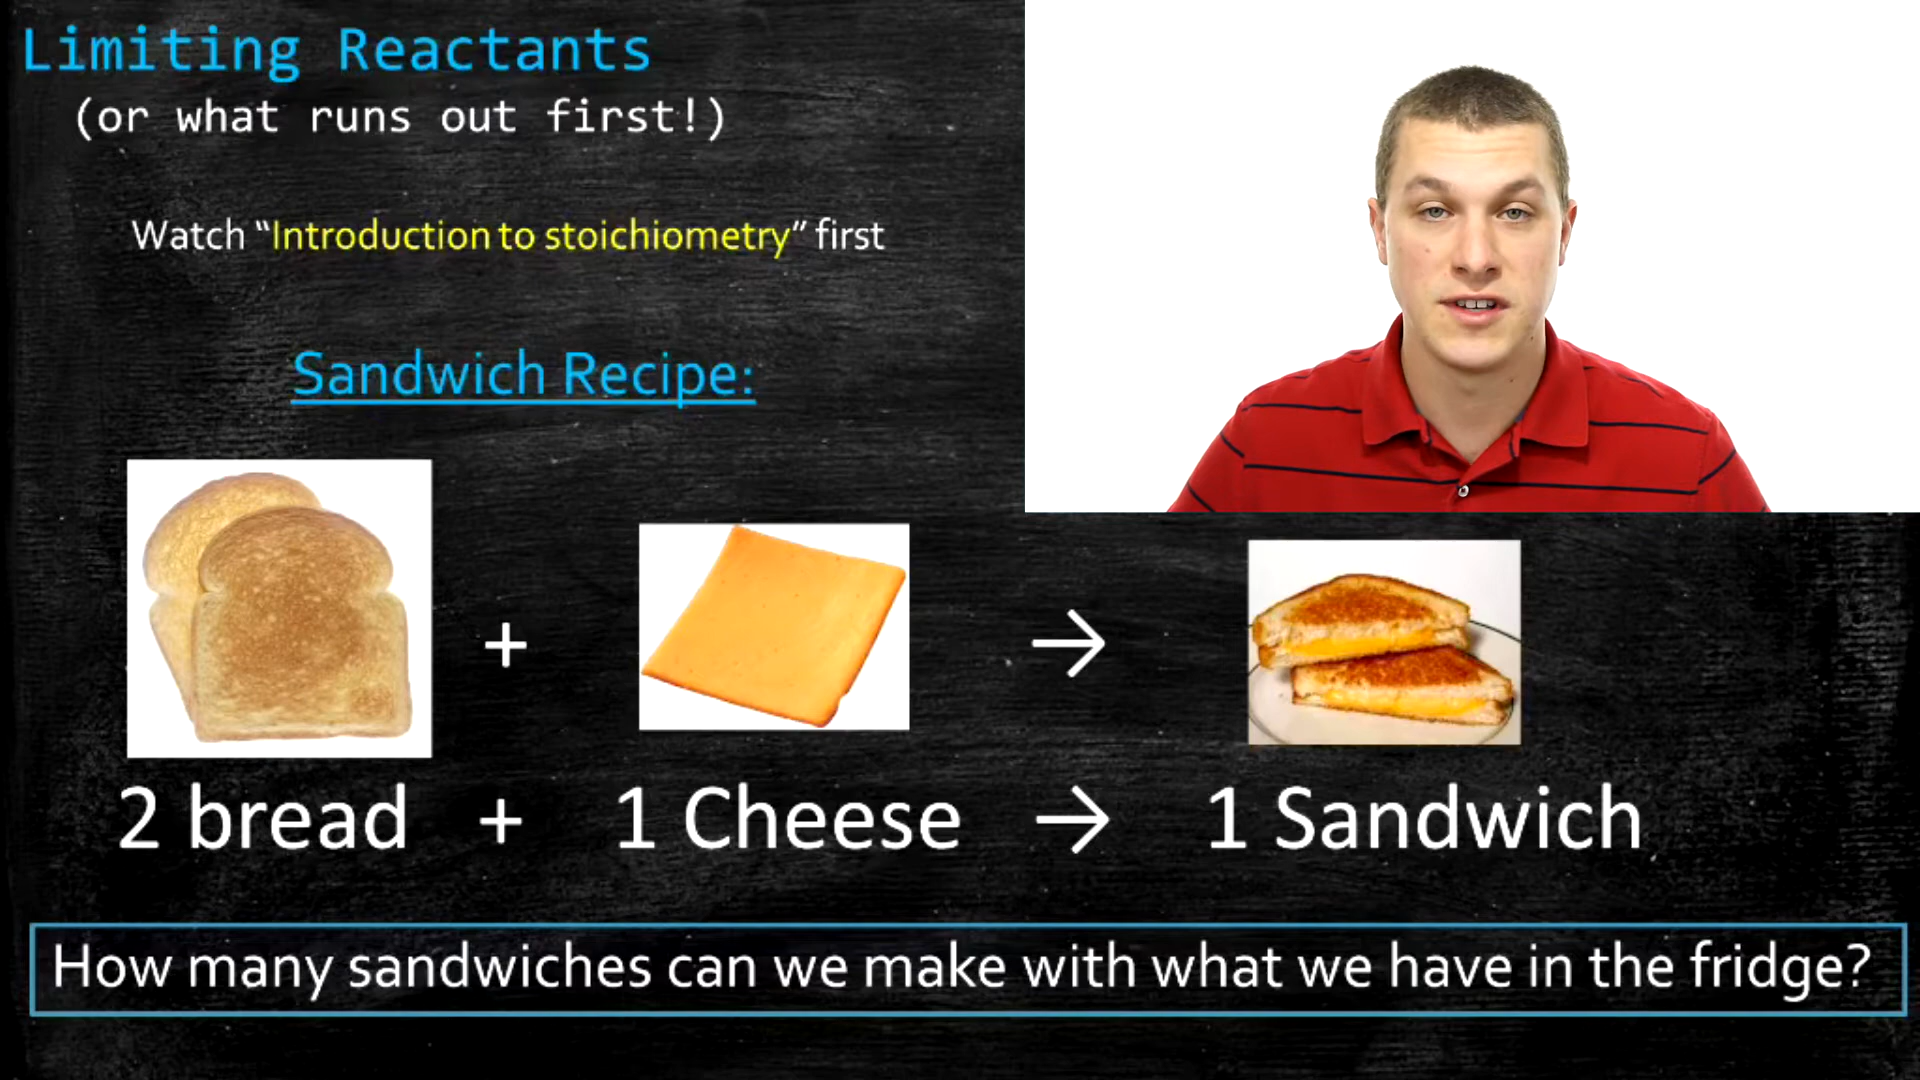 Limiting Reactants
(or what runs out first!)
Watch “Introduction to stoichiometry” first
Sandwich Recipe:
+ →
2 bread + 1 Cheese → 1 Sandwich
How many sandwiches can we make with what we have in the fridge?